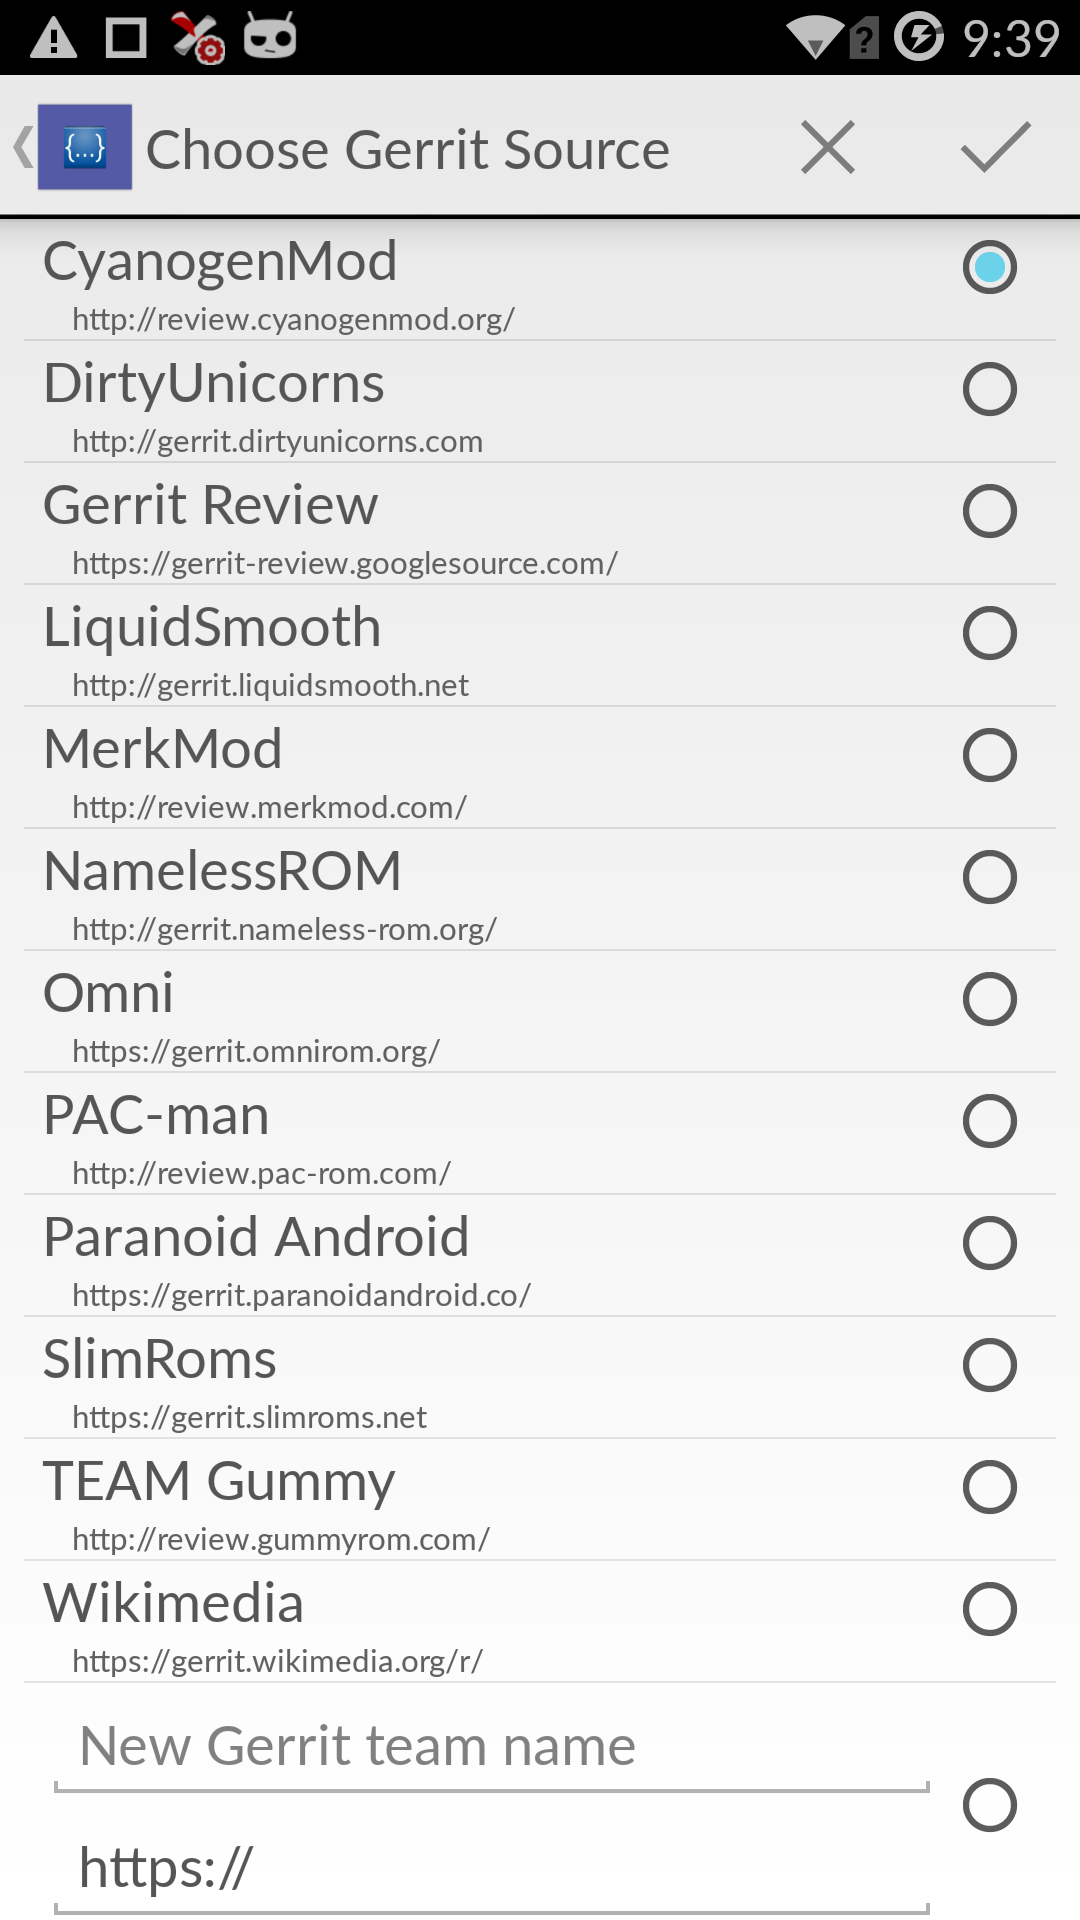 9:39
{...} Choose Gerrit Source
CyanogenMod
http://review.cyanogenmod.org/
DirtyUnicorns
http://gerrit.dirtyunicorns.com
Gerrit Review
https://gerrit-review.googlesource.com/
LiquidSmooth
http://gerrit.liquidsmooth.net
MerkMod
http://review.merkmod.com/
NamelessROM
http://gerrit.nameless-rom.org/
Omni
https://gerrit.omnirom.org/
PAC-man
http://review.pac-rom.com/
Paranoid Android
https://gerrit.paranoidandroid.co/
SlimRoms
https://gerrit.slimroms.net
TEAM Gummy
http://review.gummyrom.com/
Wikimedia
https://gerrit.wikimedia.org/r/
New Gerrit team name
https://